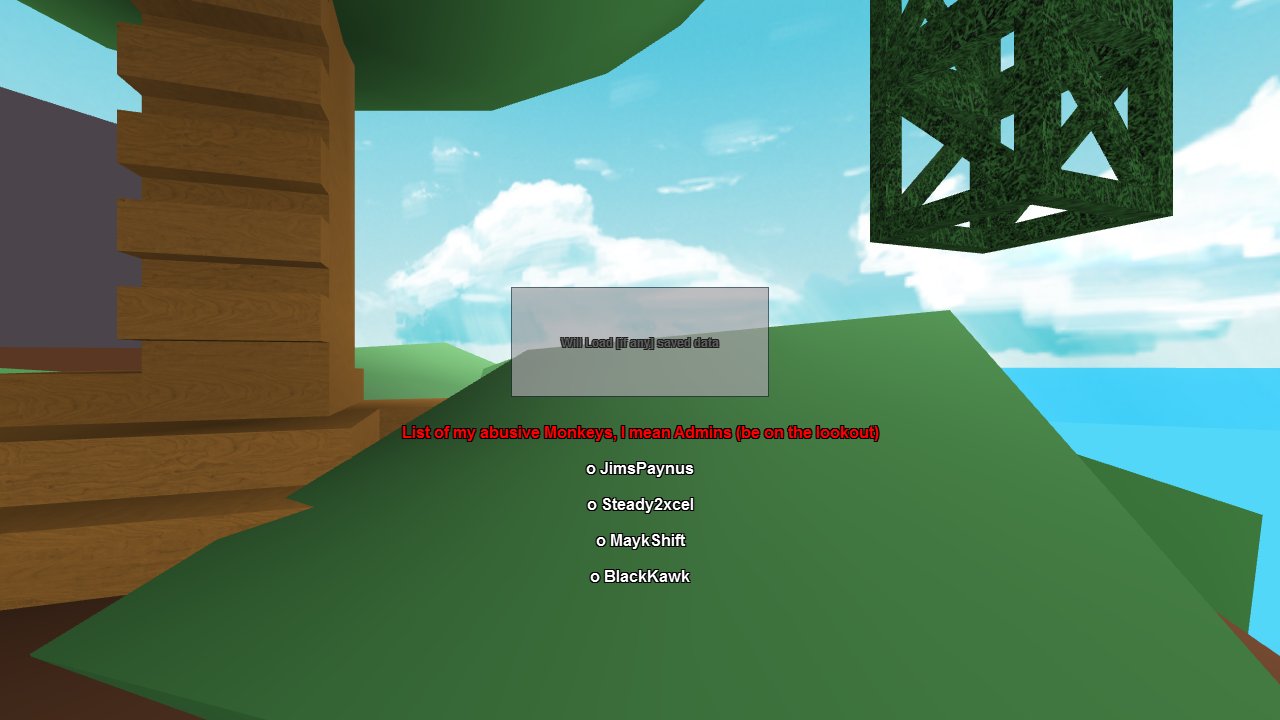 Will Load [if any] saved data
List of my abusive Monkeys, I mean Admins (be on the lookout)
o JimsPaynus
o Steady2xcel
o MaykShift
o BlackKawk